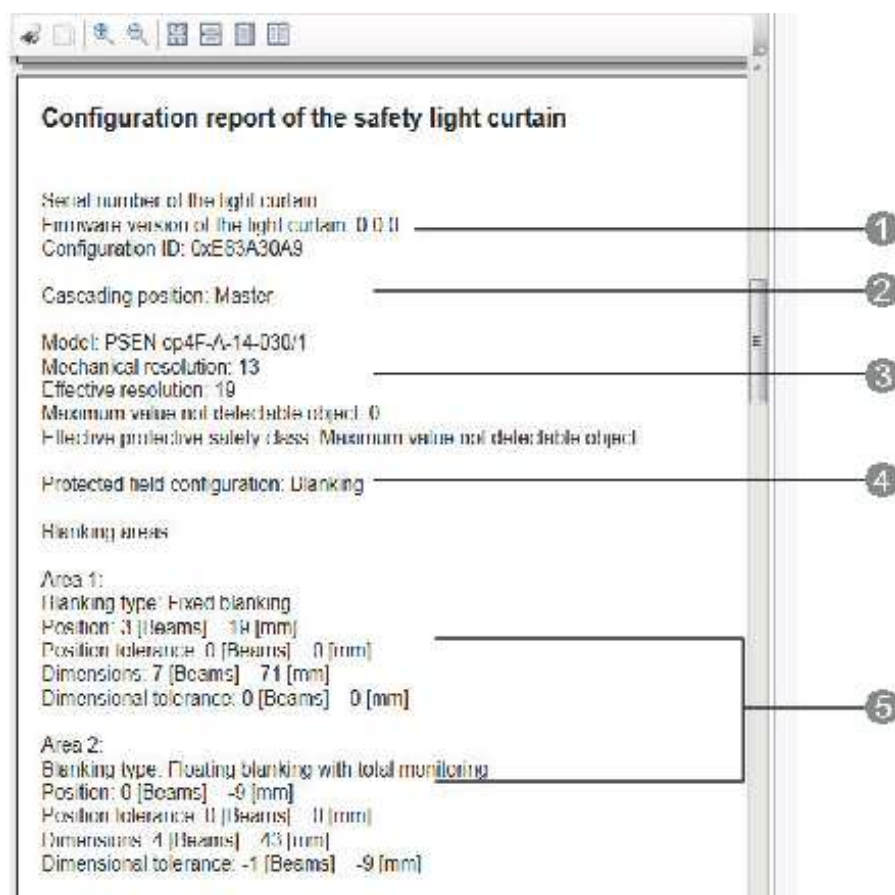 Configuration report of the safety light curtain
Serial number of the light curtain
Firmware version of the light curtain: 0.0.0
1
Configuration ID: 0xE83A30A9
Cascading position: Master
2
Model: PSEN op4F-A-14-030/1
Mechanical resolution: 13
3
Effective resolution: 19
Maximum value not detectable object: 0
Effective protective safety class: Maximum value not detectable object
Protected field configuration: Blanking
4
Blanking areas
Area 1:
Blanking type: Fixed blanking
Position: 3 [Beams] 19 [mm]
Position tolerance: 0 [Beams] 0 [mm]
Dimensions: 7 [Beams] 71 [mm]
Dimensional tolerance: 0 [Beams] 0 [mm]
5
Area 2:
Blanking type: Floating blanking with total monitoring
Position: 0 [Beams] -9 [mm]
Position tolerance: 0 [Beams] 0 [mm]
Dimensions: 4 [Beams] 43 [mm]
Dimensional tolerance: -1 [Beams] -9 [mm]